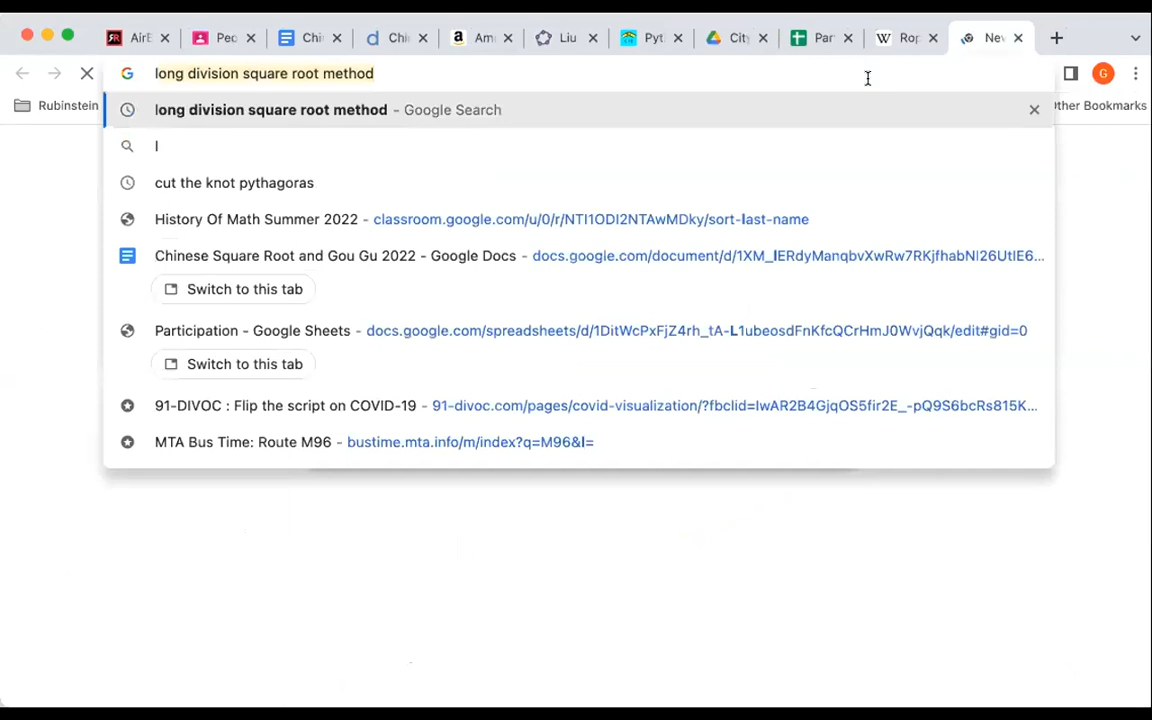 AirE
Peo
Chi
Chi
Am
Liu
Pyt
City
Par
Rop
Nev
long division square root method
G
Rubinstein
Other Bookmarks
long division square root method - Google Search
l
cut the knot pythagoras
History Of Math Summer 2022 - classroom.google.com/u/0/r/NTI1ODI2NTAwMDky/sort-last-name
Chinese Square Root and Gou Gu 2022 - Google Docs - docs.google.com/document/d/1XM_lERdyManqbvXwRw7RKjfhabNl26UtlE6...
Switch to this tab
Participation - Google Sheets - docs.google.com/spreadsheets/d/1DitWcPxFjZ4rh_tA-L1ubeosdFnKfcQCrHmJ0WvjQqk/edit#gid=0
Switch to this tab
91-DIVOC : Flip the script on COVID-19 - 91-divoc.com/pages/covid-visualization/?fbclid=IwAR2B4GjqOS5fir2E_-pQ9S6bcRs815K...
MTA Bus Time: Route M96 - bustime.mta.info/m/index?q=M96&l=